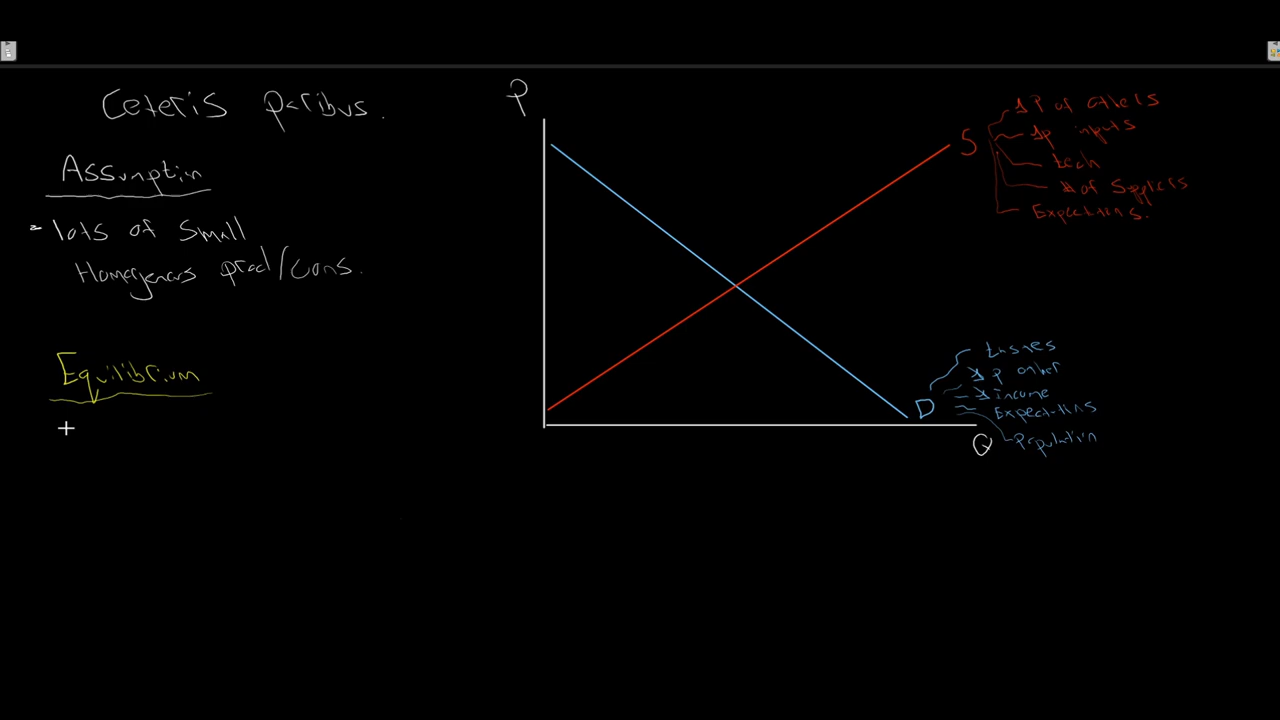 Ceteris paribus.
Assumption
- lots of small
Homogenous prod/cons.
Equilibrium
P
S
Δ P of others
Δp inputs
tech
# of Suppliers
Expectations.
tastes
Δ p other
Δ income
Expectations
Population
D
Q